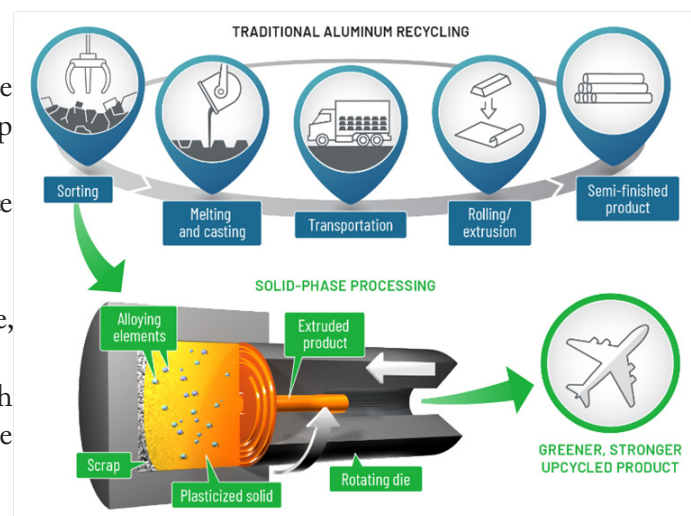 TRADITIONAL ALUMINUM RECYCLING
Sorting
Melting
and casting
Transportation
Rolling/
extrusion
Semi-finished
product
SOLID-PHASE PROCESSING
Alloying
elements
Extruded
product
Scrap
Plasticized solid
Rotating die
GREENER, STRONGER
UPCYCLED PRODUCT